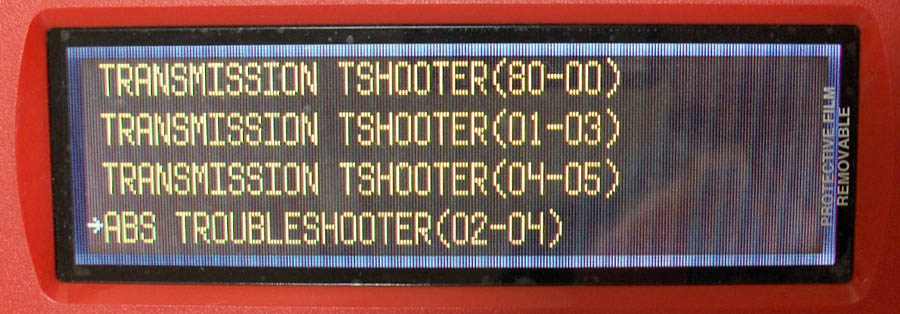 TRANSMISSION TSHOOTER(80-00)
TRANSMISSION TSHOOTER(01-03)
TRANSMISSION TSHOOTER(04-05)
→ABS TROUBLESHOOTER(02-04)
PROTECTIVE FILM
REMOVABLE